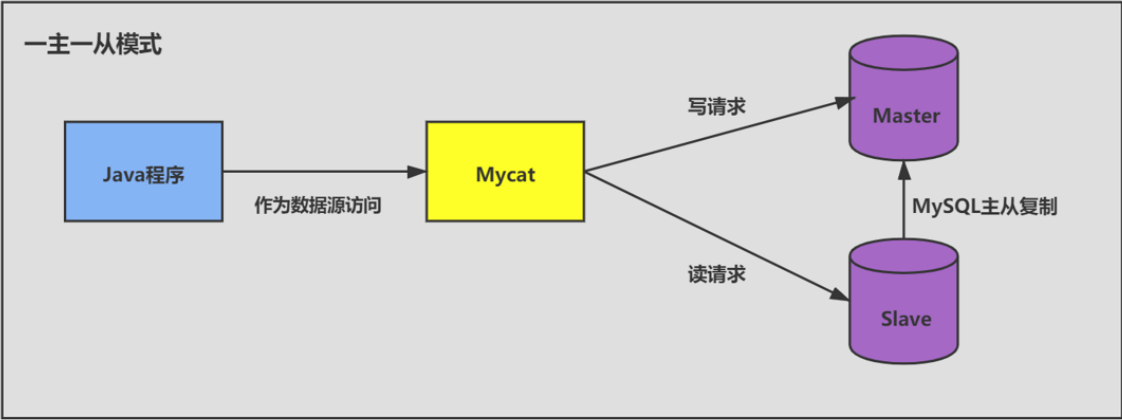 一主一从模式
写请求
Master
Java程序
Mycat
作为数据源访问
MySQL主从复制
读请求
Slave